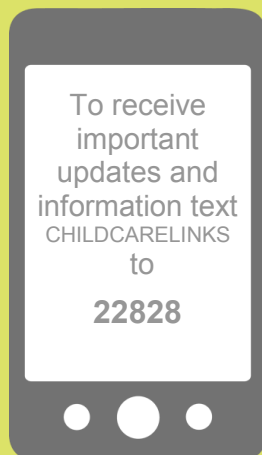 To receive
important
updates and
information text
CHILDCARELINKS
to
22828